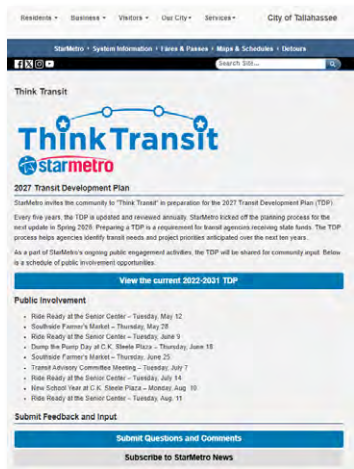 Residents Business Visitors Our City Services City of Tallahassee
StarMetro System Information Fares & Passes Maps & Schedules Detours
Search Site...
Think Transit
Think Transit
starmetro
2027 Transit Development Plan
StarMetro invites the community to "Think Transit" in preparation for the 2027 Transit Development Plan (TDP).
Every five years, the TDP is updated and reviewed annually. StarMetro kicked off the planning process for the
next update in Spring 2026. Preparing a TDP is a requirement for transit agencies receiving state funds. The TDP
process helps agencies identify transit needs and project priorities anticipated over the next ten years.
As a part of StarMetro's ongoing public engagement activities, the TDP will be shared for community input. Below
is a schedule of public involvement opportunities.
View the current 2022-2031 TDP
Public Involvement
• Ride Ready at the Senior Center – Tuesday, May 12
• Southside Farmer's Market – Thursday, May 28
• Ride Ready at the Senior Center – Tuesday, June 9
• Dump the Pump Day at C.K. Steele Plaza – Thursday, June 18
• Southside Farmer's Market – Thursday, June 25
• Transit Advisory Committee Meeting – Tuesday, July 7
• Ride Ready at the Senior Center – Tuesday, July 14
• New School Year at C.K. Steele Plaza – Monday, Aug. 10
• Ride Ready at the Senior Center – Tuesday, Aug. 11
Submit Feedback and Input
Submit Questions and Comments
Subscribe to StarMetro News